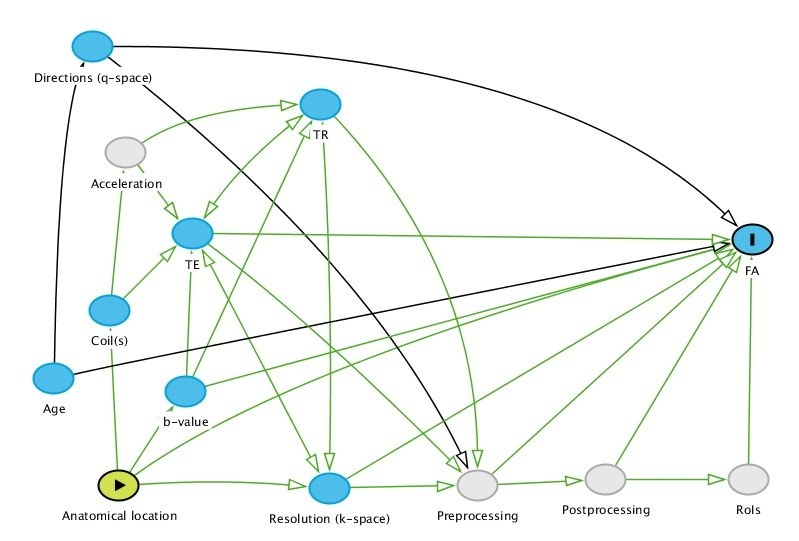 Directions (q-space)
TR
Acceleration
TE
FA
Coil(s)
Age
b-value
Anatomical location
Resolution (k-space)
Preprocessing
Postprocessing
RoIs